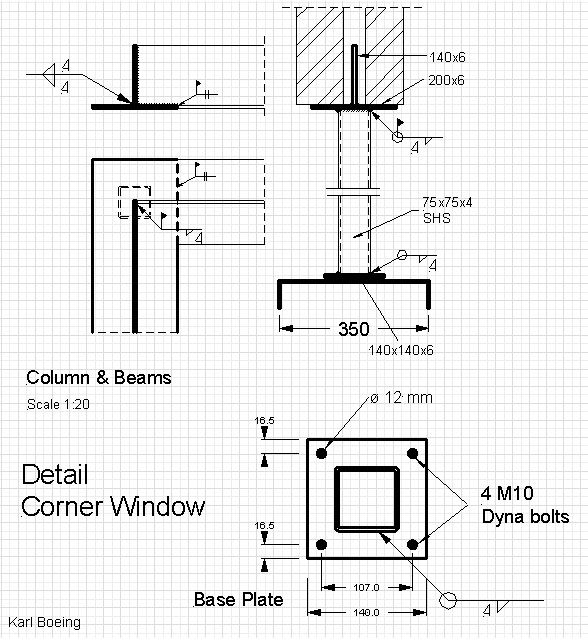 4
4
140x6
200x6
4
75x75x4
SHS
4
4
350
140x140x6
Column & Beams
Scale 1:20
ø 12 mm
16.5
Detail
Corner Window
4 M10
Dyna bolts
16.5
107.0
Base Plate
140.0
4
Karl Boeing